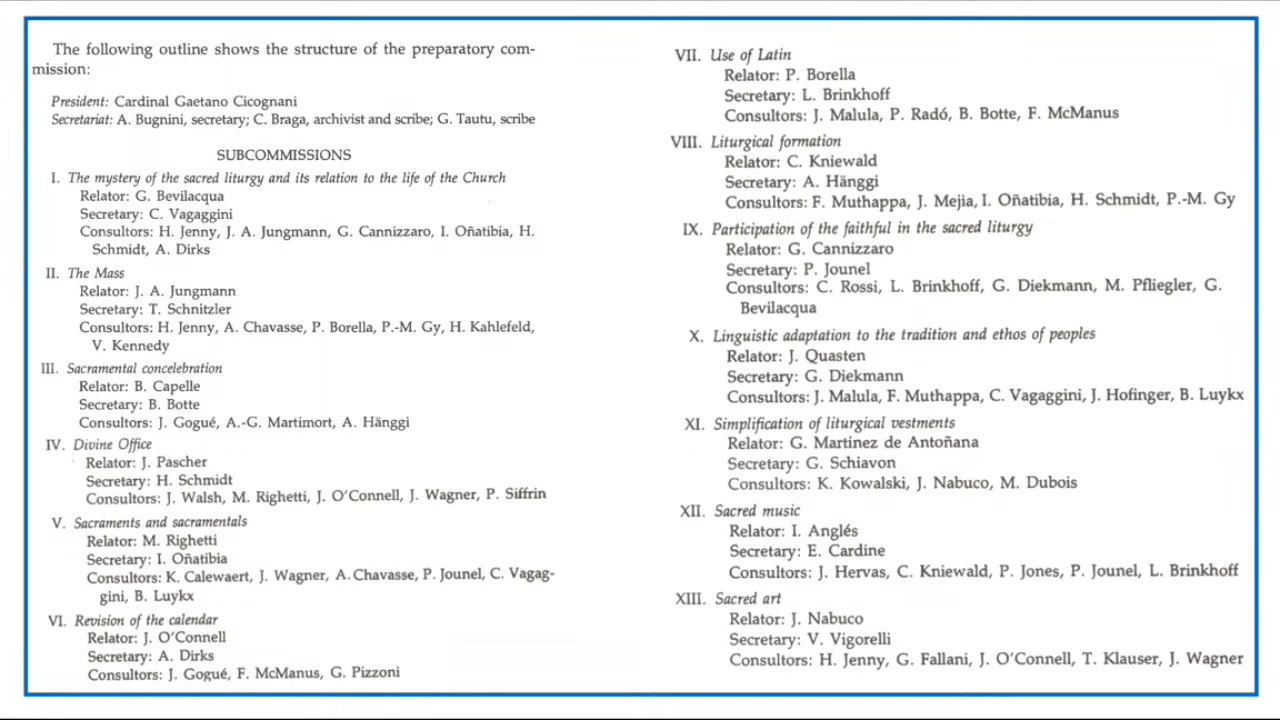 The following outline shows the structure of the preparatory com-
mission:
President: Cardinal Gaetano Cicognani
Secretariat: A. Bugnini, secretary; C. Braga, archivist and scribe; G. Tautu, scribe
SUBCOMMISSIONS
I. The mystery of the sacred liturgy and its relation to the life of the Church
Relator: G. Bevilacqua
Secretary: C. Vagaggini
Consultors: H. Jenny, J. A. Jungmann, G. Cannizzaro, I. Oñatibia, H.
Schmidt, A. Dirks
II. The Mass
Relator: J. A. Jungmann
Secretary: T. Schnitzler
Consultors: H. Jenny, A. Chavasse, P. Borella, P.-M. Gy, H. Kahlefeld,
V. Kennedy
III. Sacramental concelebration
Relator: B. Capelle
Secretary: B. Botte
Consultors: J. Gogué, A.-G. Martimort, A. Hänggi
IV. Divine Office
Relator: J. Pascher
Secretary: H. Schmidt
Consultors: J. Walsh, M. Righetti, J. O'Connell, J. Wagner, P. Siffrin
V. Sacraments and sacramentals
Relator: M. Righetti
Secretary: I. Oñatibia
Consultors: K. Calewaert, J. Wagner, A. Chavasse, P. Jounel, C. Vagag-
gini, B. Luykx
VI. Revision of the calendar
Relator: J. O'Connell
Secretary: A. Dirks
Consultors: J. Gogué, F. McManus, G. Pizzoni
VII. Use of Latin
Relator: P. Borella
Secretary: L. Brinkhoff
Consultors: J. Malula, P. Radó, B. Botte, F. McManus
VIII. Liturgical formation
Relator: C. Kniewald
Secretary: A. Hänggi
Consultors: F. Muthappa, J. Mejia, I. Oñatibia, H. Schmidt, P.-M. Gy
IX. Participation of the faithful in the sacred liturgy
Relator: G. Cannizzaro
Secretary: P. Jounel
Consultors: C. Rossi, L. Brinkhoff, G. Diekmann, M. Pfliegler, G.
Bevilacqua
X. Linguistic adaptation to the tradition and ethos of peoples
Relator: J. Quasten
Secretary: G. Diekmann
Consultors: J. Malula, F. Muthappa, C. Vagaggini, J. Hofinger, B. Luykx
XI. Simplification of liturgical vestments
Relator: G. Martinez de Antoñana
Secretary: G. Schiavon
Consultors: K. Kowalski, J. Nabuco, M. Dubois
XII. Sacred music
Relator: I. Anglés
Secretary: E. Cardine
Consultors: J. Hervas, C. Kniewald, P. Jones, P. Jounel, L. Brinkhoff
XIII. Sacred art
Relator: J. Nabuco
Secretary: V. Vigorelli
Consultors: H. Jenny, G. Fallani, J. O'Connell, T. Klauser, J. Wagner